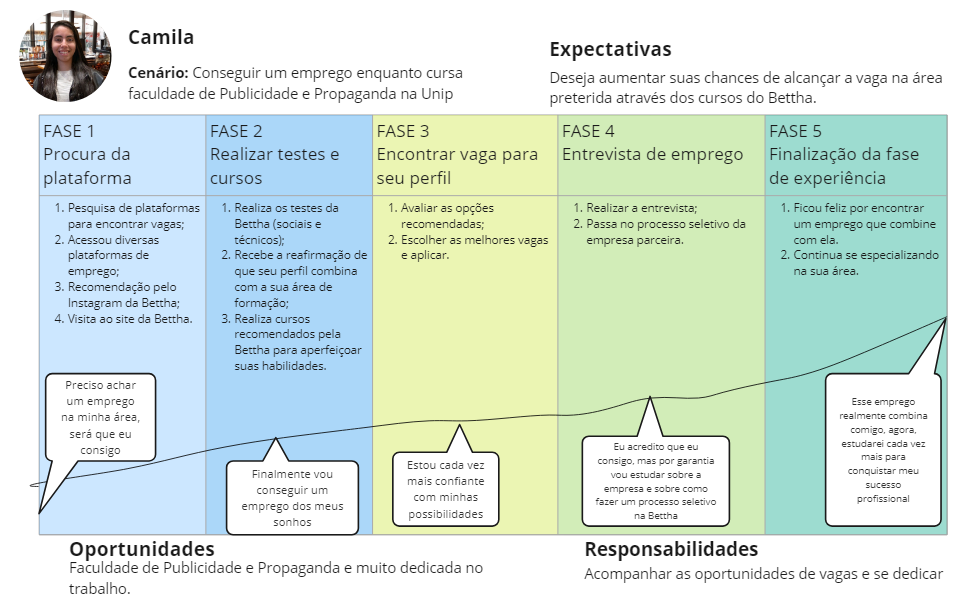 Camila
Cenário: Conseguir um emprego enquanto cursa
faculdade de Publicidade e Propaganda na Unip
Expectativas
Deseja aumentar suas chances de alcançar a vaga na área
preterida através dos cursos do Bettha.
FASE 1
Procura da
plataforma
1. Pesquisa de plataformas
para encontrar vagas;
2. Acessou diversas
plataformas de
emprego;
3. Recomendação pelo
Instagram da Bettha;
4. Visita ao site da Bettha.
FASE 2
Realizar testes e
cursos
1. Realiza os testes da
Bettha (sociais e
técnicos);
2. Recebe a reafirmação de
que seu perfil combina
com a sua área de
formação;
3. Realiza cursos
recomendados pela
Bettha para aperfeiçoar
suas habilidades.
FASE 3
Encontrar vaga para
seu perfil
1. Avaliar as opções
recomendadas;
2. Escolher as melhores vagas
e aplicar.
FASE 4
Entrevista de emprego
1. Realizar a entrevista;
2. Passa no processo seletivo da
empresa parceira.
FASE 5
Finalização da fase
de experiência
1. Ficou feliz por encontrar
um emprego que combine
com ela.
2. Continua se especializando
na sua área.
Preciso achar
um emprego
na minha área,
será que eu
consigo
Finalmente vou
conseguir um
emprego dos meus
sonhos
Estou cada vez
mais confiante
com minhas
possibilidades
Eu acredito que eu
consigo, mas por garantia
vou estudar sobre a
empresa e sobre como
fazer um processo seletivo
na Bettha
Esse emprego
realmente combina
comigo, agora,
estudarei cada vez
mais para
conquistar meu
sucesso
profissional
Oportunidades
Faculdade de Publicidade e Propaganda e muito dedicada no
trabalho.
Responsabilidades
Acompanhar as oportunidades de vagas e se dedicar